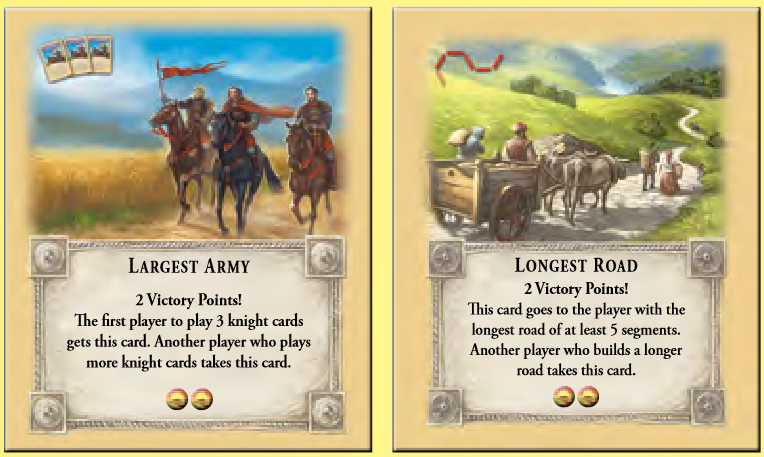 LARGEST ARMY
2 Victory Points!
The first player to play 3 knight cards
gets this card. Another player who plays
more knight cards takes this card.
LONGEST ROAD
2 Victory Points!
This card goes to the player with the
longest road of at least 5 segments.
Another player who builds a longer
road takes this card.